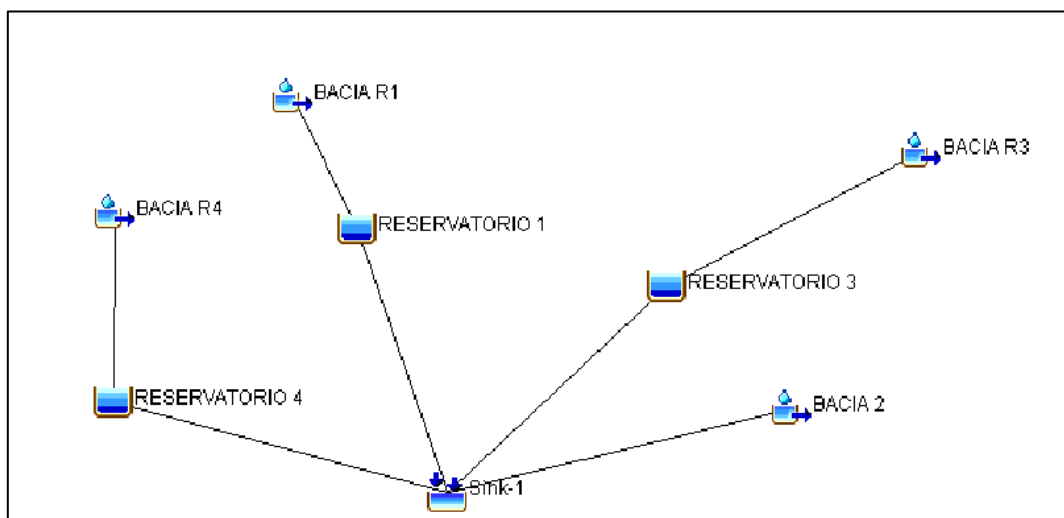 BACIA R1
BACIA R3
BACIA R4
RESERVATORIO 1
RESERVATORIO 3
RESERVATORIO 4
BACIA 2
Sink-1